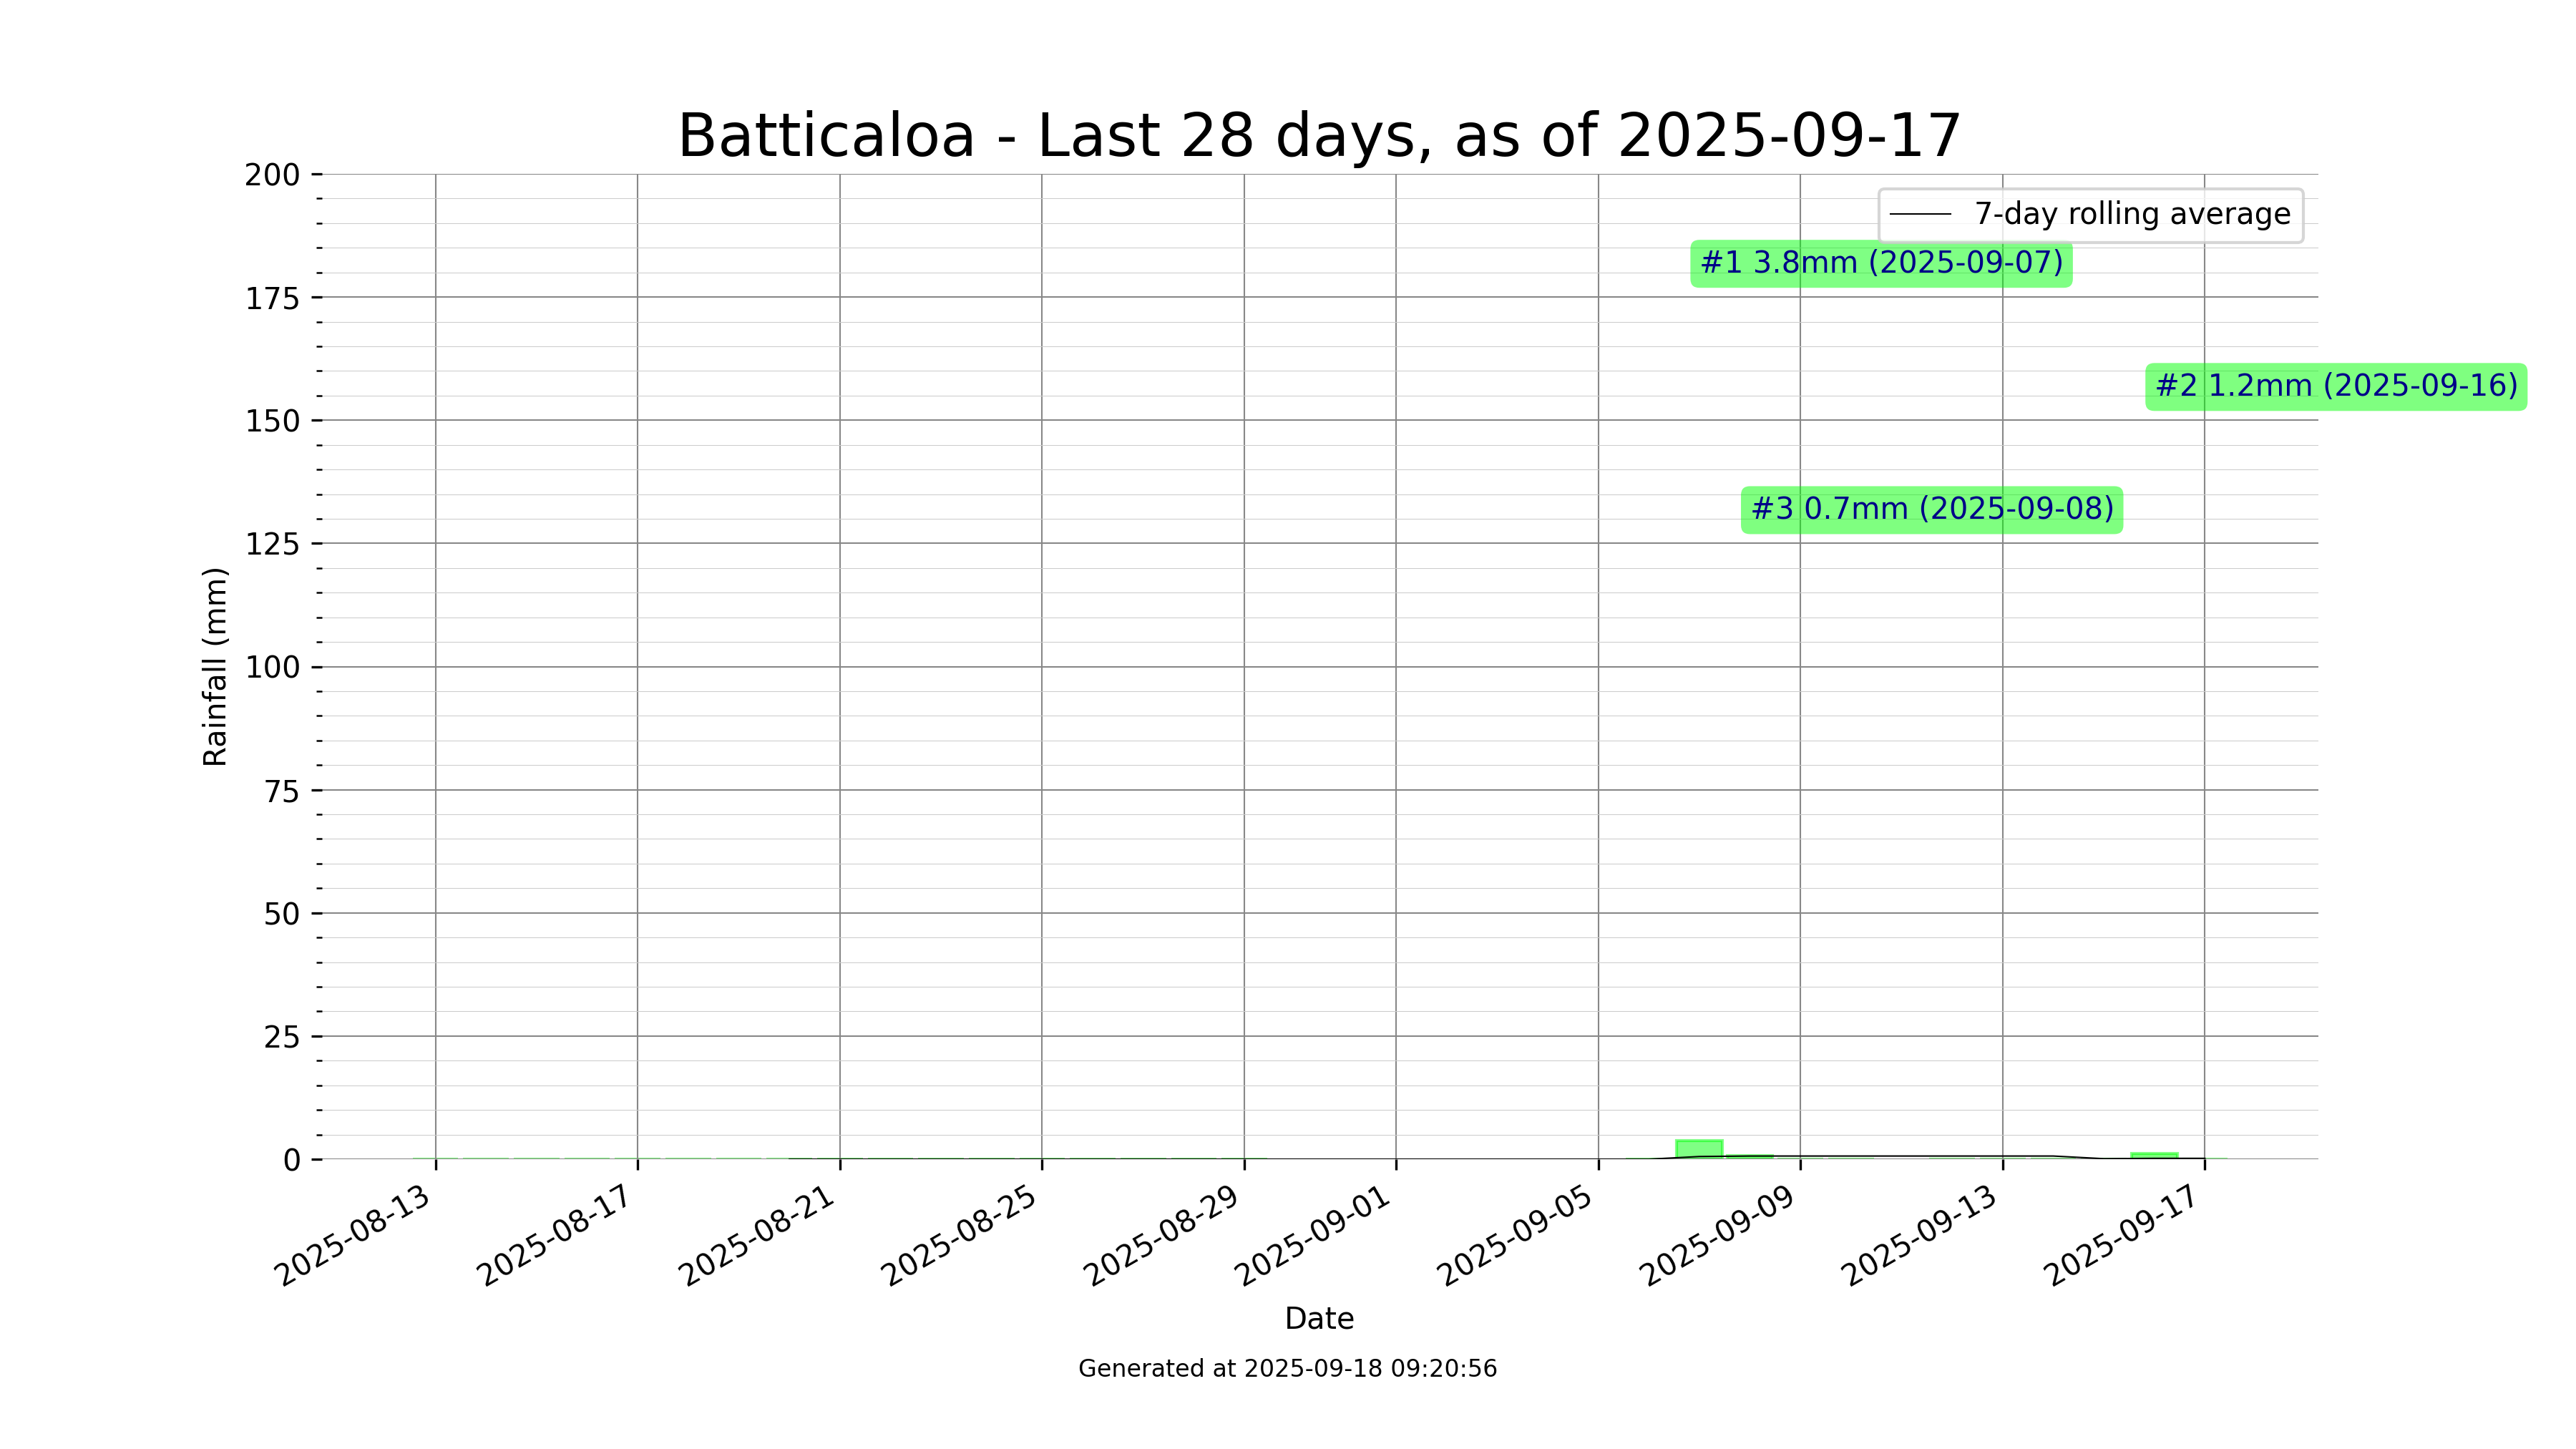 Batticaloa - Last 28 days, as of 2025-09-17
200
175
150
125
100
75
50
25
0
Rainfall (mm)
7-day rolling average
#1 3.8mm (2025-09-07)
#2 1.2mm (2025-09-16)
#3 0.7mm (2025-09-08)
2025-08-13
2025-08-17
2025-08-21
2025-08-25
2025-08-29
2025-09-01
2025-09-05
2025-09-09
2025-09-13
2025-09-17
Date
Generated at 2025-09-18 09:20:56